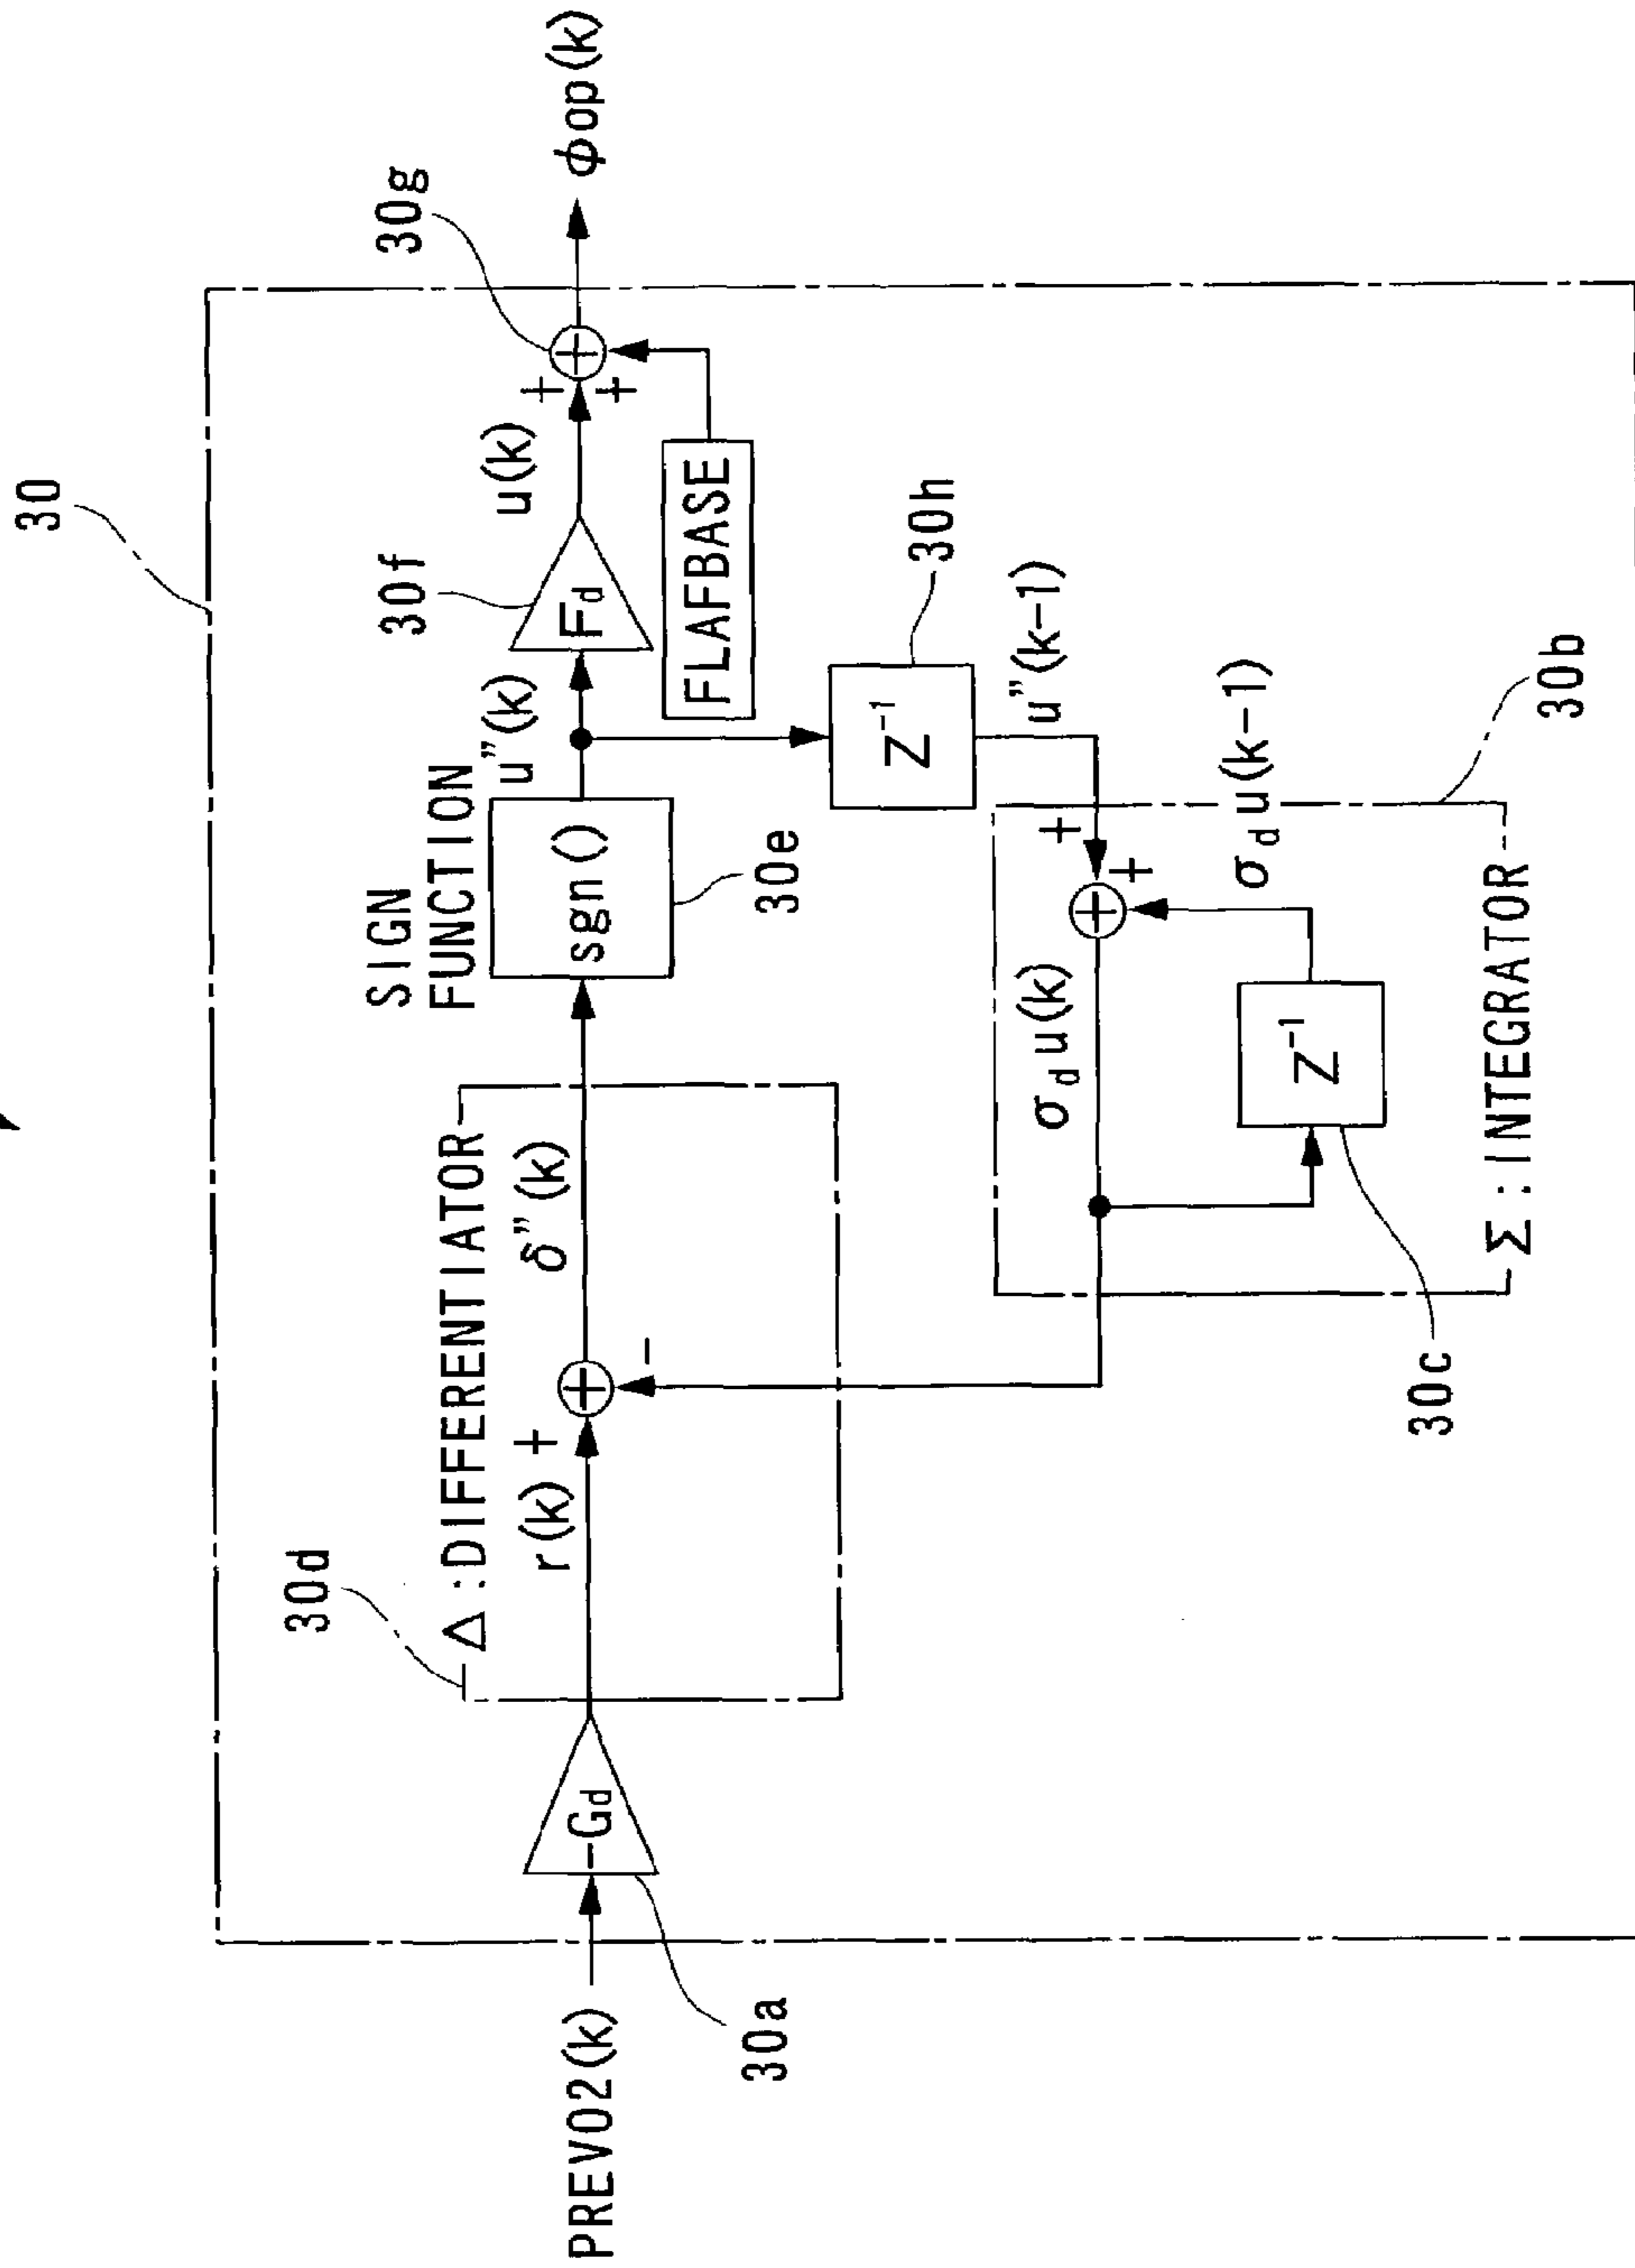 30
30g
ϕop(k)
30f
u(k)
+
+
+
Fd
FLAFBASE
SIGN
FUNCTION
u"(k)
sgn ()
30e
30h
Z⁻¹
u"(k-1)
30d
Δ :DIFFERENTIATOR
r(k)
+
+
-
δ"(k)
-Gd
PREVO2(k)
30a
+
+
+
σd u(k)
σd u(k-1)
30b
Z⁻¹
30c
Σ :INTEGRATOR